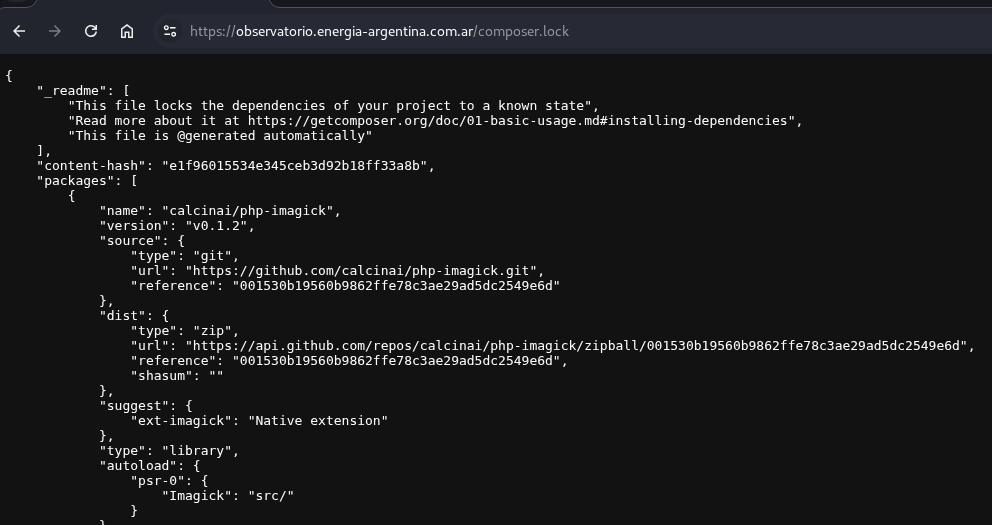 https://observatorio.energia-argentina.com.ar/composer.lock
{
    "_readme": [
        "This file locks the dependencies of your project to a known state",
        "Read more about it at https://getcomposer.org/doc/01-basic-usage.md#installing-dependencies",
        "This file is @generated automatically"
    ],
    "content-hash": "e1f96015534e345ceb3d92b18ff33a8b",
    "packages": [
        {
            "name": "calcinai/php-imagick",
            "version": "v0.1.2",
            "source": {
                "type": "git",
                "url": "https://github.com/calcinai/php-imagick.git",
                "reference": "001530b19560b9862ffe78c3ae29ad5dc2549e6d"
            },
            "dist": {
                "type": "zip",
                "url": "https://api.github.com/repos/calcinai/php-imagick/zipball/001530b19560b9862ffe78c3ae29ad5dc2549e6d",
                "reference": "001530b19560b9862ffe78c3ae29ad5dc2549e6d",
                "shasum": ""
            },
            "suggest": {
                "ext-imagick": "Native extension"
            },
            "type": "library",
            "autoload": {
                "psr-0": {
                    "Imagick": "src/"
                }
            }